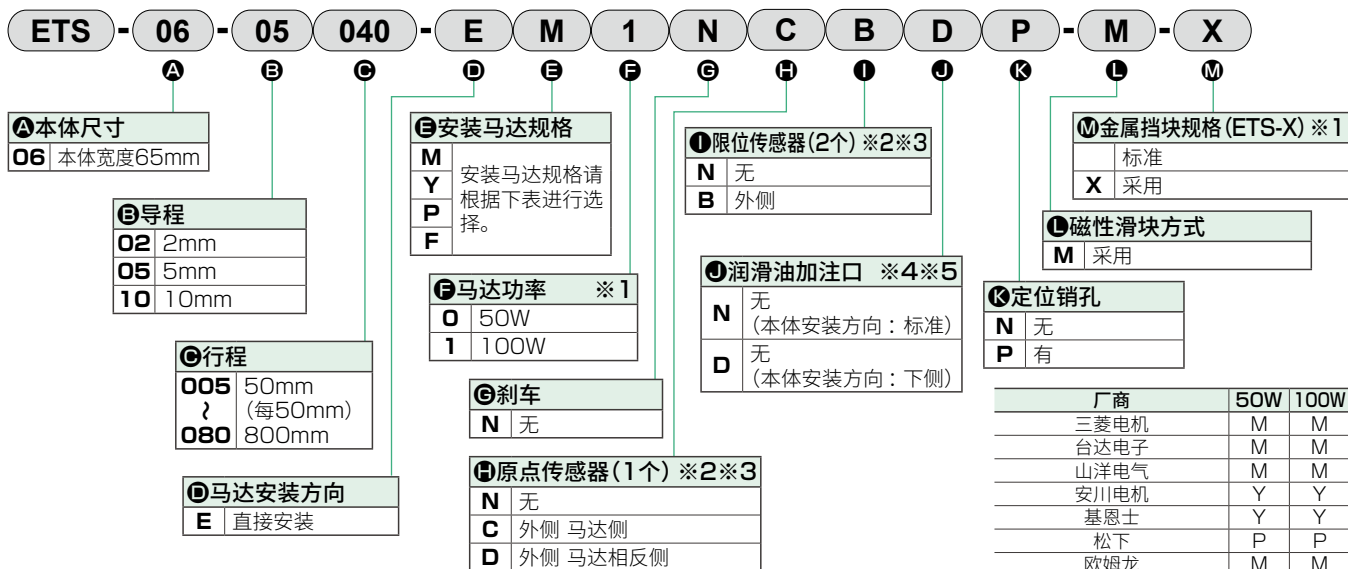 ETS - 06 - 05 040 - E M 1 N C B D P - M - X
A B C D E F G H I J K L M
A本体尺寸
06 本体宽度65mm
B导程
02 2mm
05 5mm
10 10mm
C行程
005 50mm
~ (每50mm)
080 800mm
D马达安装方向
E 直接安装
E安装马达规格
M
Y
P
F
安装马达规格请
根据下表进行选
择。
F马达功率 ※1
0 50W
1 100W
G刹车
N 无
H原点传感器(1个) ※2※3
N 无
C 外侧 马达侧
D 外侧 马达相反侧
I限位传感器(2个) ※2※3
N 无
B 外侧
J润滑油加注口 ※4※5
N 无
(本体安装方向：标准)
D 无
(本体安装方向：下侧)
K定位销孔
N 无
P 有
L磁性滑块方式
M 采用
M金属挡块规格(ETS-X) ※1
标准
X 采用
厂商 50W 100W
三菱电机 M M
台达电子 M M
山洋电气 M M
安川电机 Y Y
基恩士 Y Y
松下 P P
欧姆龙 M M